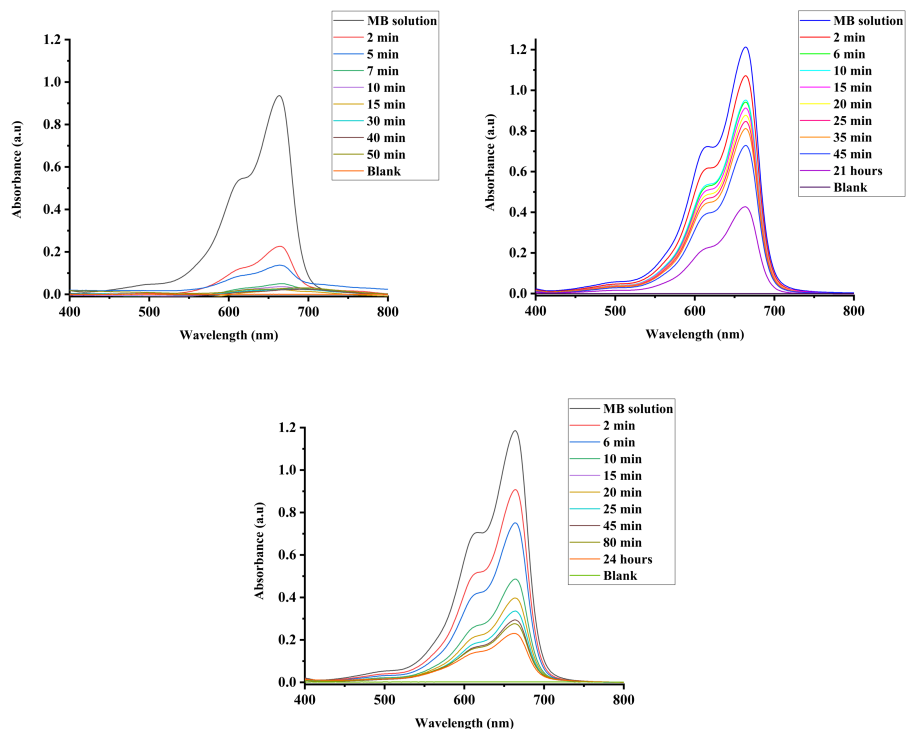 MB solution
2 min
5 min
7 min
10 min
15 min
30 min
40 min
50 min
Blank
Absorbance (a.u)
1.2
1.0
0.8
0.6
0.4
0.2
0.0
400 500 600 700 800
Wavelength (nm)
MB solution
2 min
6 min
10 min
15 min
20 min
25 min
35 min
45 min
21 hours
Blank
Absorbance (a.u)
1.2
1.0
0.8
0.6
0.4
0.2
0.0
400 500 600 700 800
Wavelength (nm)
MB solution
2 min
6 min
10 min
15 min
20 min
25 min
45 min
80 min
24 hours
Blank
Absorbance (a.u)
1.2
1.0
0.8
0.6
0.4
0.2
0.0
400 500 600 700 800
Wavelength (nm)